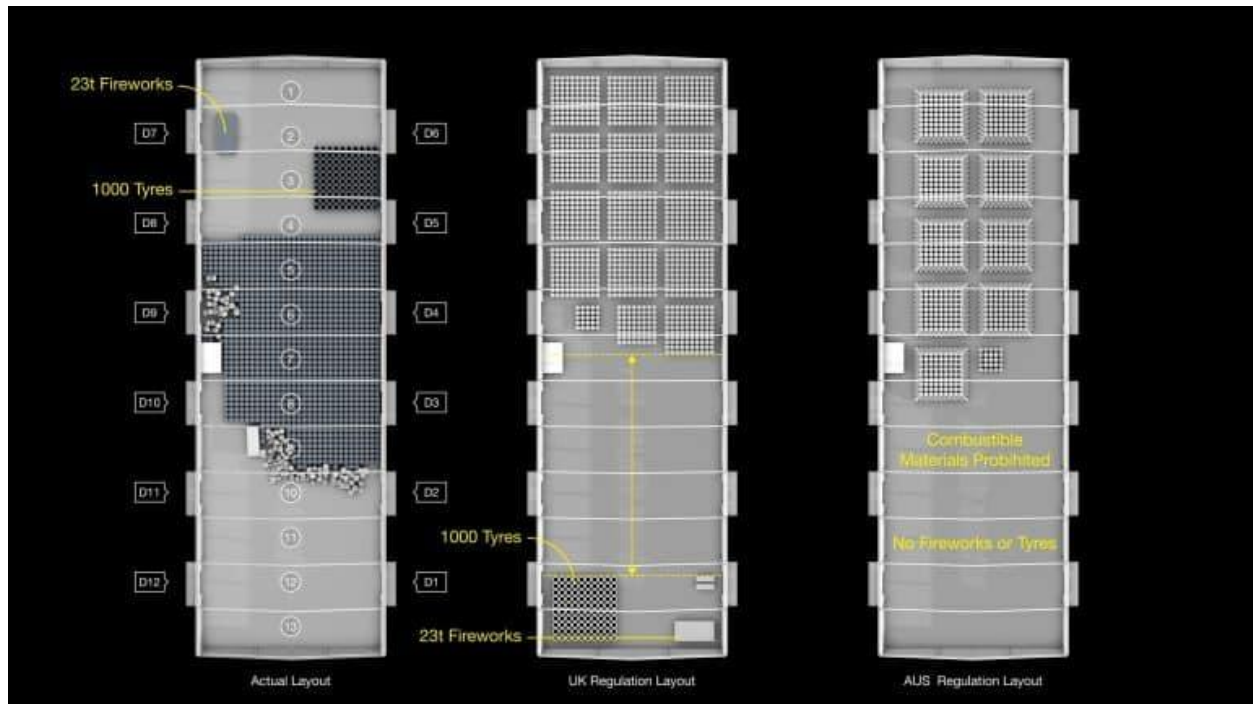 23t Fireworks
1000 Tyres
1
2
3
4
5
6
7
8
10
11
12
13
D7
D8
D9
D10
D11
D12
D6
D5
D4
D3
D2
D1
Actual Layout
1000 Tyres
23t Fireworks
UK Regulation Layout
Combustible
Materials Probihited
No Fireworks or Tyres
AUS Regulation Layout